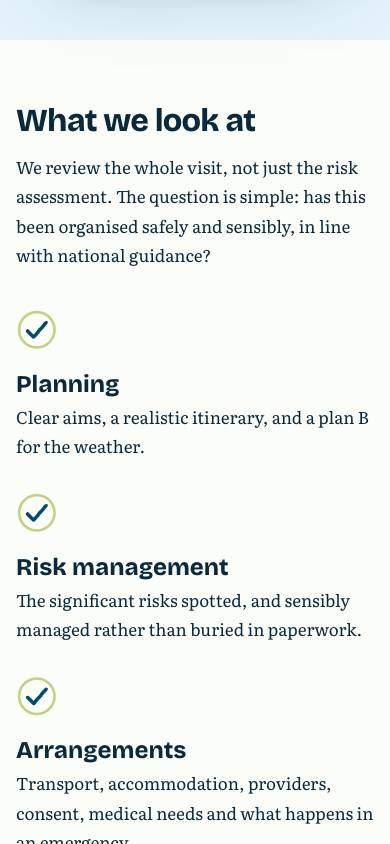 What we look at
We review the whole visit, not just the risk
assessment. The question is simple: has this
been organised safely and sensibly, in line
with national guidance?
Planning
Clear aims, a realistic itinerary, and a plan B
for the weather.
Risk management
The significant risks spotted, and sensibly
managed rather than buried in paperwork.
Arrangements
Transport, accommodation, providers,
consent, medical needs and what happens in
an emergency.